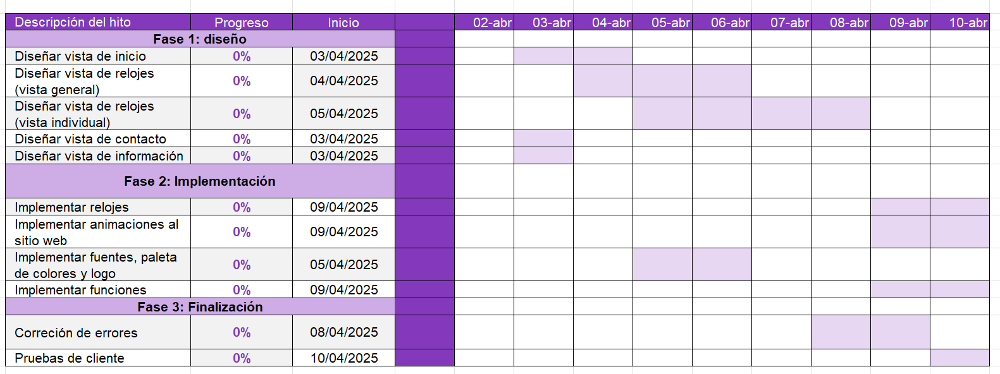 Descripción del hito Progreso Inicio 02-abr 03-abr 04-abr 05-abr 06-abr 07-abr 08-abr 09-abr 10-abr
Fase 1: diseño
Diseñar vista de inicio 0% 03/04/2025
Diseñar vista de relojes
(vista general) 0% 04/04/2025
Diseñar vista de relojes
(vista individual) 0% 05/04/2025
Diseñar vista de contacto 0% 03/04/2025
Diseñar vista de información 0% 03/04/2025
Fase 2: Implementación
Implementar relojes 0% 09/04/2025
Implementar animaciones al
sitio web 0% 09/04/2025
Implementar fuentes, paleta
de colores y logo 0% 05/04/2025
Implementar funciones 0% 09/04/2025
Fase 3: Finalización
Correción de errores 0% 08/04/2025
Pruebas de cliente 0% 10/04/2025